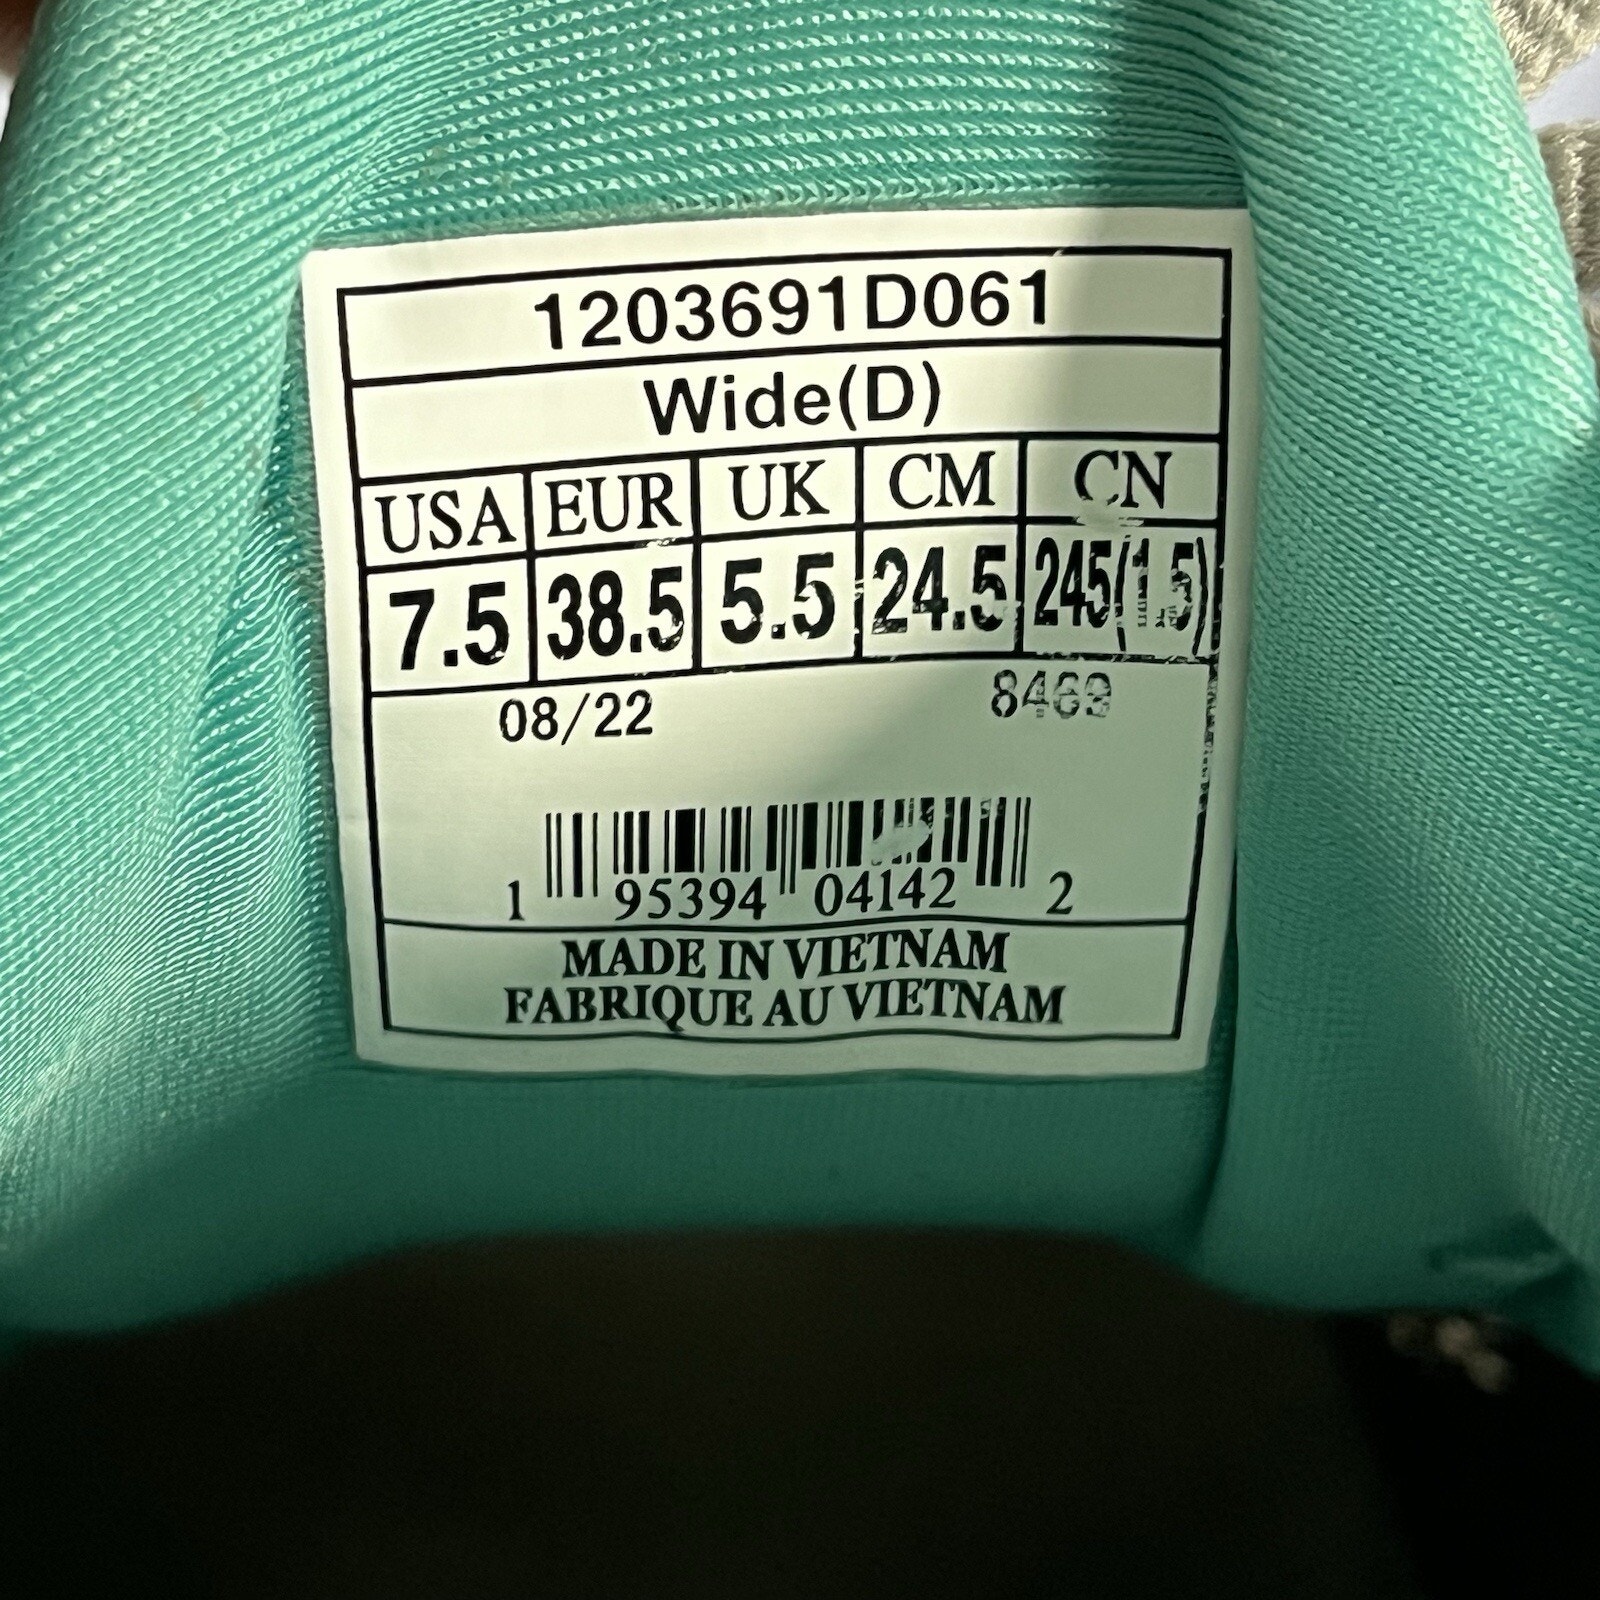 1203691D061
Wide(D)
USA EUR UK CM CN
7.5 38.5 5.5 24.5 245(1.5)
08/22 8469
1 95394 04142 2
MADE IN VIETNAM
FABRIQUE AU VIETNAM